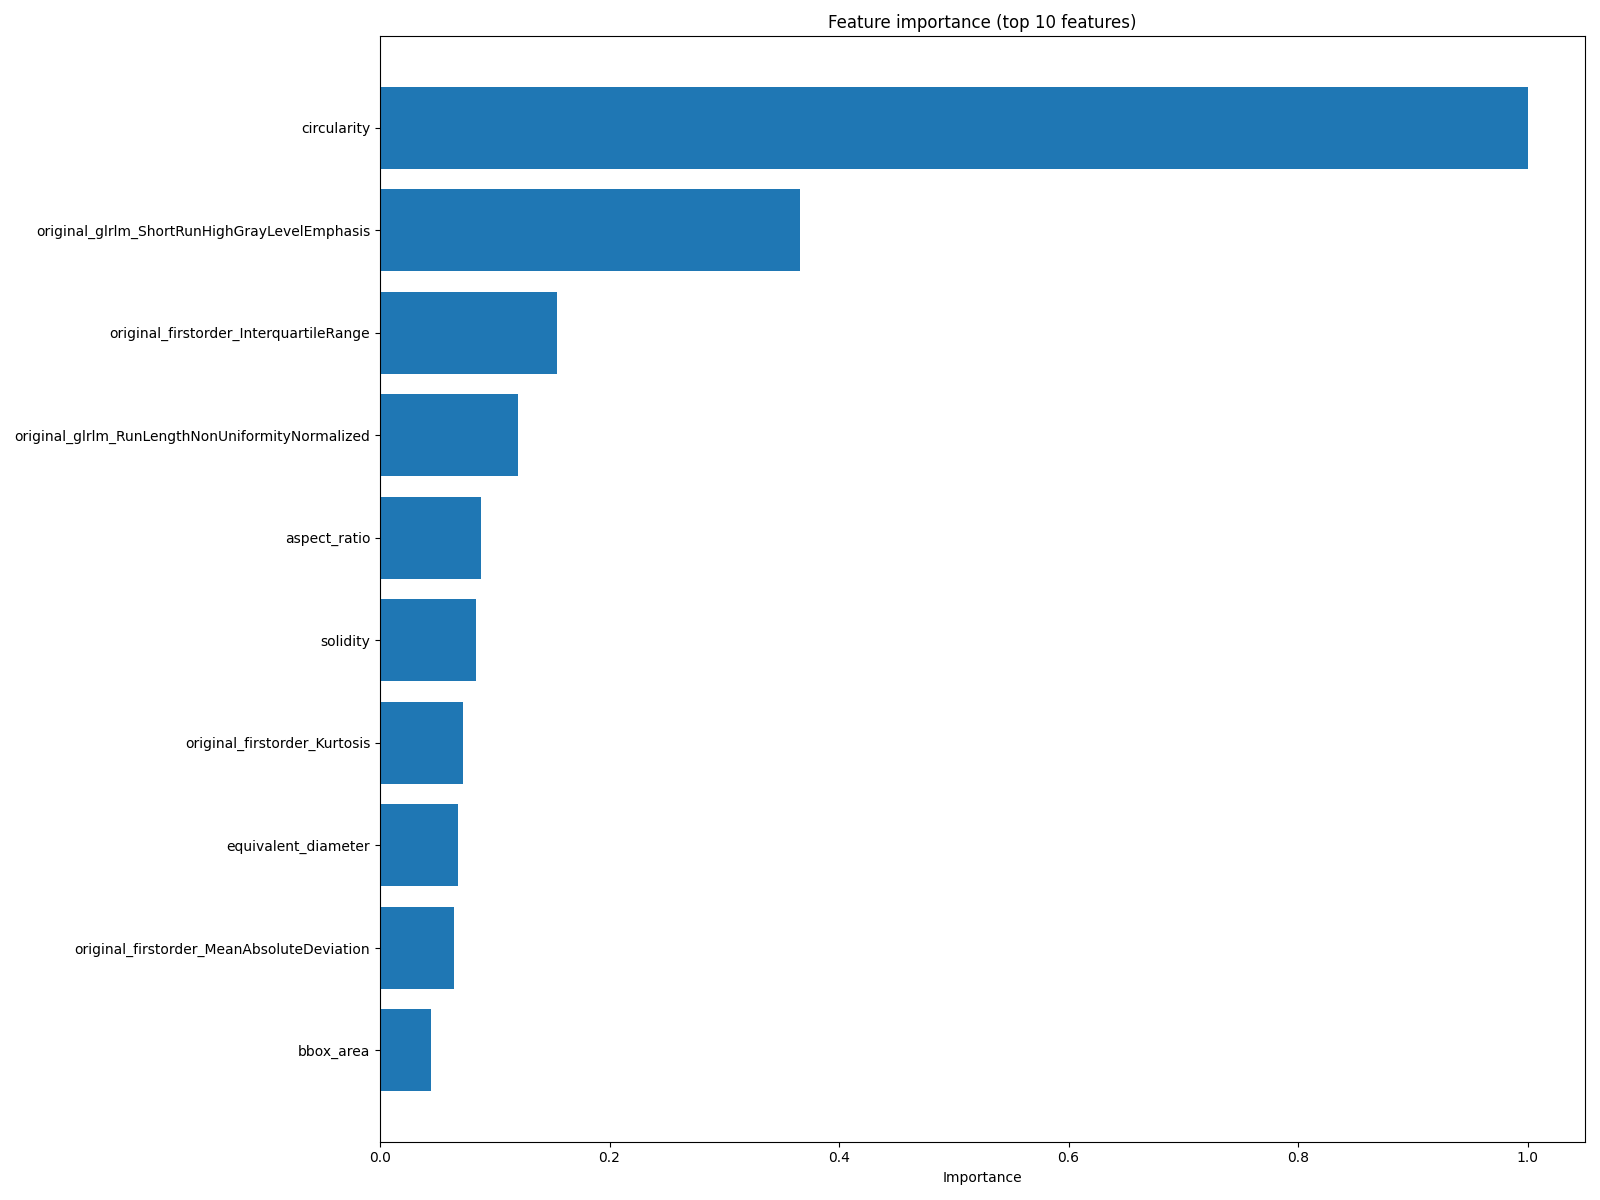 Feature importance (top 10 features)
circularity
original_glrlm_ShortRunHighGrayLevelEmphasis
original_firstorder_InterquartileRange
original_glrlm_RunLengthNonUniformityNormalized
aspect_ratio
solidity
original_firstorder_Kurtosis
equivalent_diameter
original_firstorder_MeanAbsoluteDeviation
bbox_area
0.0 0.2 0.4 0.6 0.8 1.0
Importance